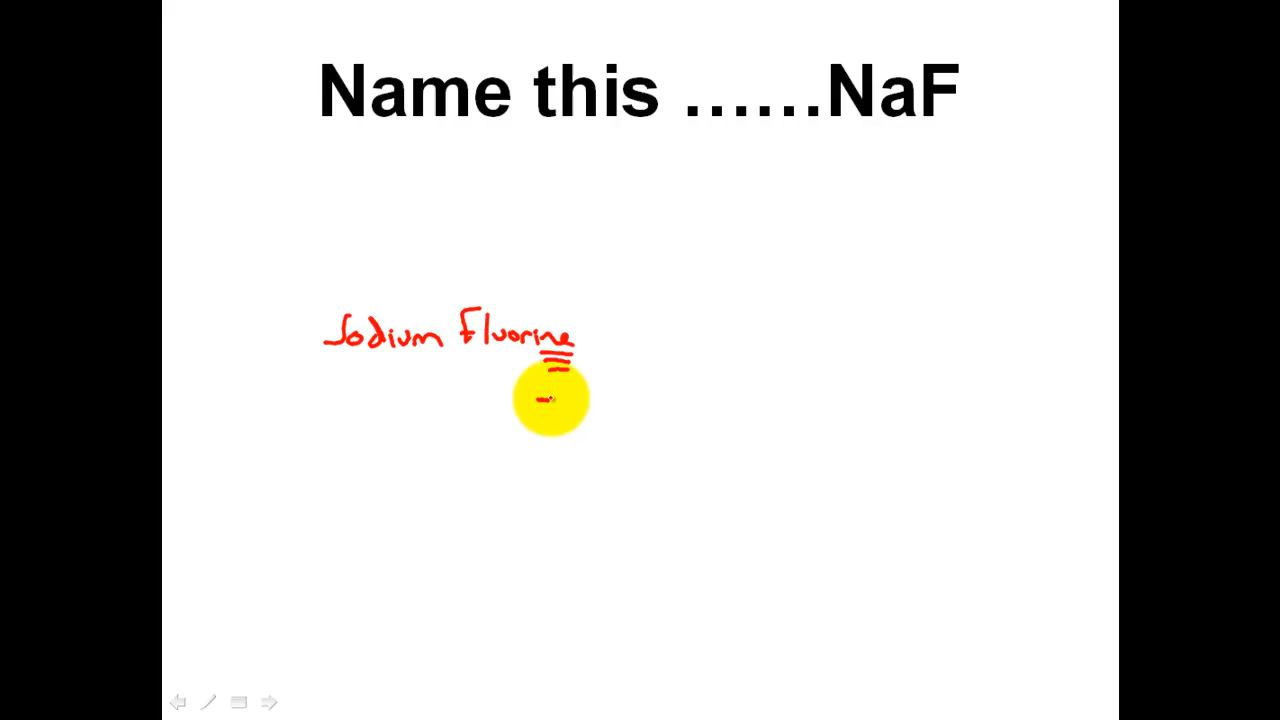 Name this ......NaF
Sodium Fluorine